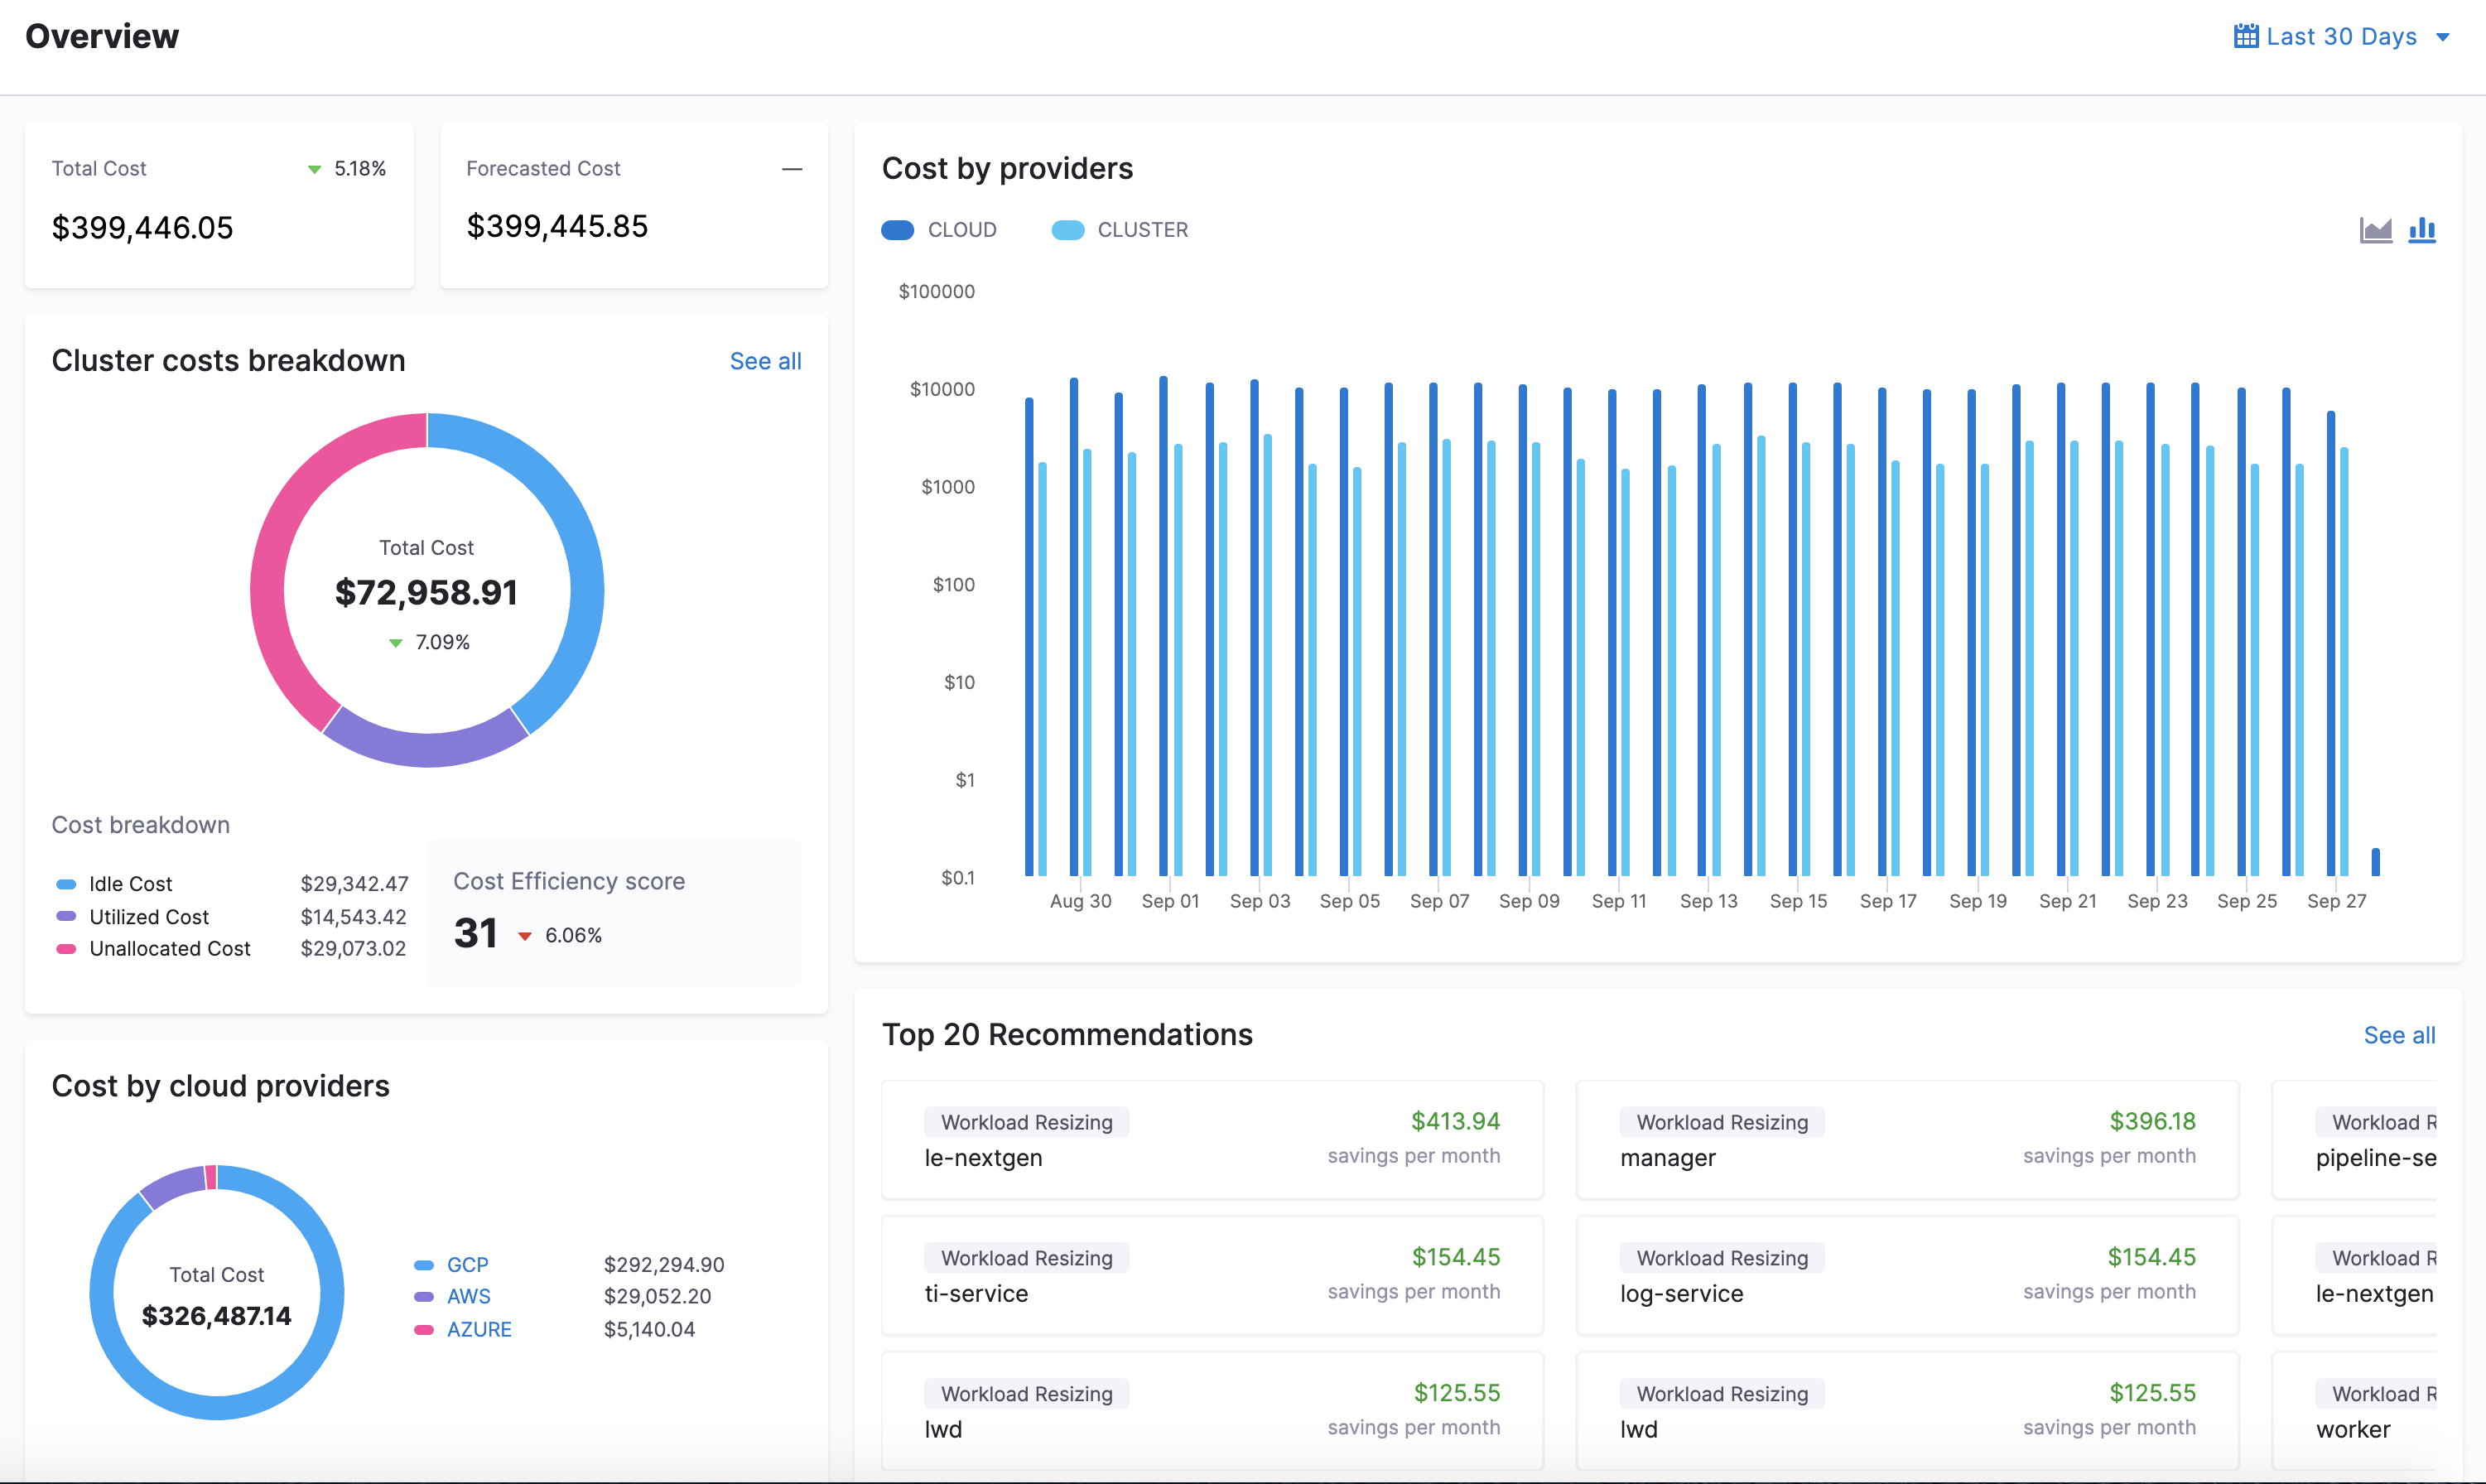 Overview
Last 30 Days
Total Cost
5.18%
$399,446.05
Forecasted Cost
—
$399,445.85
Cluster costs breakdown
See all
Total Cost
$72,958.91
7.09%
Cost breakdown
Idle Cost $29,342.47
Utilized Cost $14,543.42
Unallocated Cost $29,073.02
Cost Efficiency score
31 6.06%
Cost by cloud providers
Total Cost
$326,487.14
GCP $292,294.90
AWS $29,052.20
AZURE $5,140.04
Cost by providers
CLOUD CLUSTER
$100000
$10000
$1000
$100
$10
$1
$0.1
Aug 30 Sep 01 Sep 03 Sep 05 Sep 07 Sep 09 Sep 11 Sep 13 Sep 15 Sep 17 Sep 19 Sep 21 Sep 23 Sep 25 Sep 27
Top 20 Recommendations
See all
Workload Resizing $413.94
le-nextgen savings per month
Workload Resizing $396.18
manager savings per month
Workload R
pipeline-se
Workload Resizing $154.45
ti-service savings per month
Workload Resizing $154.45
log-service savings per month
Workload R
le-nextgen
Workload Resizing $125.55
lwd savings per month
Workload Resizing $125.55
lwd savings per month
Workload R
worker